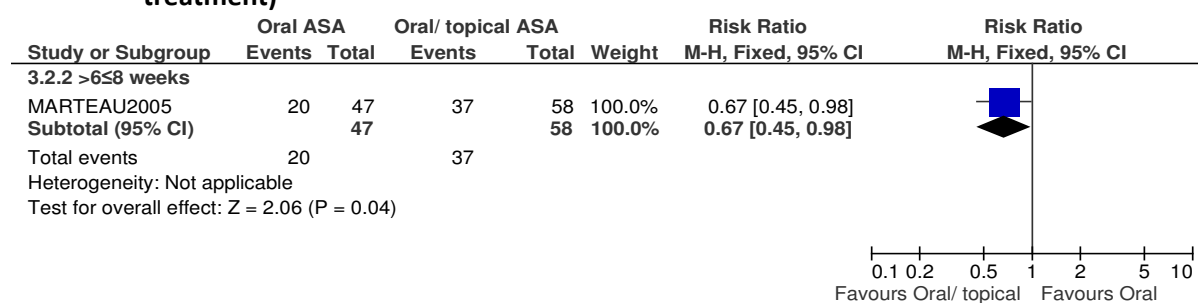 treatment)
Oral ASA Oral/ topical ASA Risk Ratio Risk Ratio
Study or Subgroup Events Total Events Total Weight M-H, Fixed, 95% CI M-H, Fixed, 95% CI
3.2.2 >6≤8 weeks
MARTEAU2005 20 47 37 58 100.0% 0.67 [0.45, 0.98]
Subtotal (95% CI) 47 58 100.0% 0.67 [0.45, 0.98]
Total events 20 37
Heterogeneity: Not applicable
Test for overall effect: Z = 2.06 (P = 0.04)
0.1 0.2 0.5 1 2 5 10
Favours Oral/ topical Favours Oral